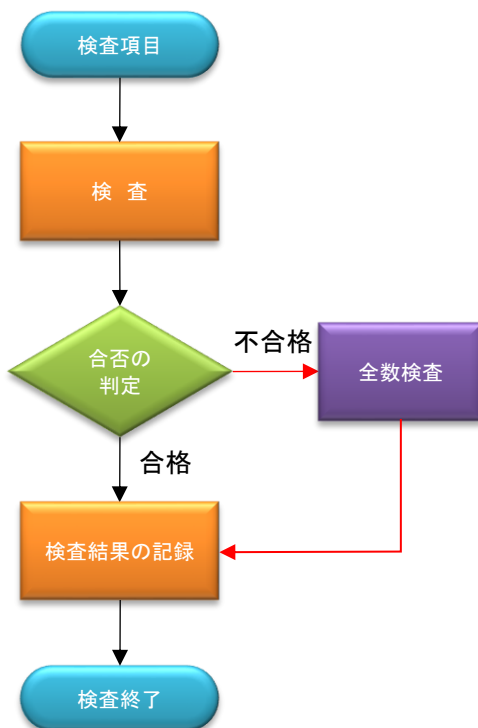 検査項目
検　査
合否の
判定
不合格
全数検査
合格
検査結果の記録
検査終了